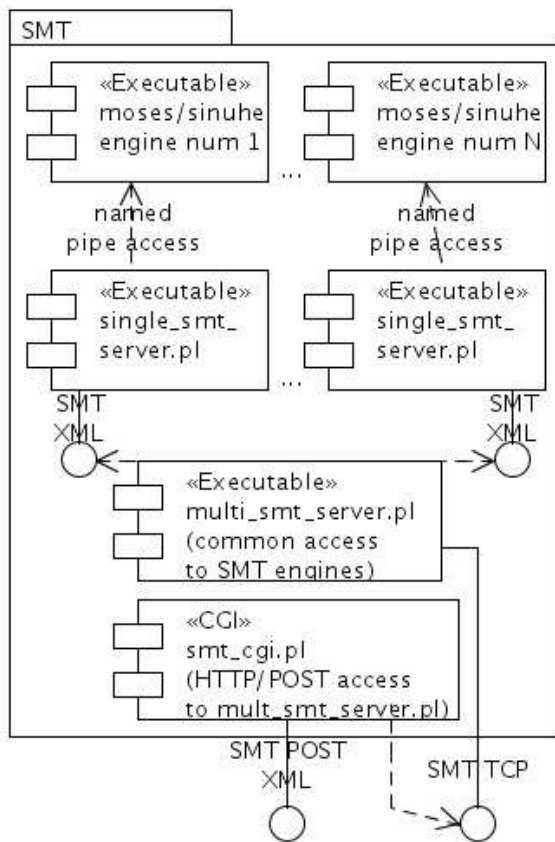 SMT
«Executable»
moses/sinuhe
engine num 1
...
«Executable»
moses/sinuhe
engine num N
named
pipe access
named
pipe access
«Executable»
single_smt_
server.pl
...
«Executable»
single_smt_
server.pl
SMT
XML
SMT
XML
«Executable»
multi_smt_server.pl
(common access
to SMT engines)
«CGI»
smt_cgi.pl
(HTTP/POST access
to mult_smt_server.pl)
SMT POST
XML
SMT TCP